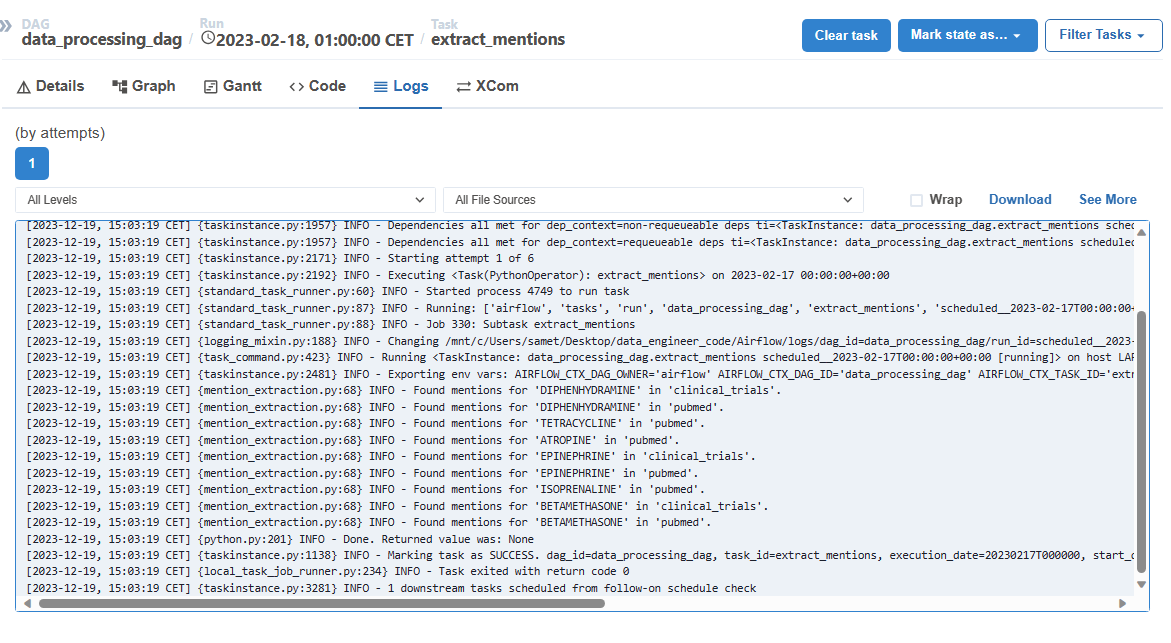 DAG
data_processing_dag
/
Run
2023-02-18, 01:00:00 CET
/
Task
extract_mentions
Clear task
Mark state as...
Filter Tasks
Details
Graph
Gantt
<> Code
Logs
XCom
(by attempts)
1
All Levels
All File Sources
Wrap
Download
See More
[2023-12-19, 15:03:19 CET] {taskinstance.py:1957} INFO - Dependencies all met for dep_context=non-requeueable deps ti=<TaskInstance: data_processing_dag.extract_mentions sched
[2023-12-19, 15:03:19 CET] {taskinstance.py:1957} INFO - Dependencies all met for dep_context=requeueable deps ti=<TaskInstance: data_processing_dag.extract_mentions scheduled
[2023-12-19, 15:03:19 CET] {taskinstance.py:2171} INFO - Starting attempt 1 of 6
[2023-12-19, 15:03:19 CET] {taskinstance.py:2192} INFO - Executing <Task(PythonOperator): extract_mentions> on 2023-02-17 00:00:00+00:00
[2023-12-19, 15:03:19 CET] {standard_task_runner.py:60} INFO - Started process 4749 to run task
[2023-12-19, 15:03:19 CET] {standard_task_runner.py:87} INFO - Running: ['airflow', 'tasks', 'run', 'data_processing_dag', 'extract_mentions', 'scheduled__2023-02-17T00:00:00+
[2023-12-19, 15:03:19 CET] {standard_task_runner.py:88} INFO - Job 330: Subtask extract_mentions
[2023-12-19, 15:03:19 CET] {logging_mixin.py:188} INFO - Changing /mnt/c/Users/samet/Desktop/data_engineer_code/Airflow/logs/dag_id=data_processing_dag/run_id=scheduled__2023-
[2023-12-19, 15:03:19 CET] {task_command.py:423} INFO - Running <TaskInstance: data_processing_dag.extract_mentions scheduled__2023-02-17T00:00:00+00:00 [running]> on host LAP
[2023-12-19, 15:03:19 CET] {taskinstance.py:2481} INFO - Exporting env vars: AIRFLOW_CTX_DAG_OWNER='airflow' AIRFLOW_CTX_DAG_ID='data_processing_dag' AIRFLOW_CTX_TASK_ID='extr
[2023-12-19, 15:03:19 CET] {mention_extraction.py:68} INFO - Found mentions for 'DIPHENHYDRAMINE' in 'clinical_trials'.
[2023-12-19, 15:03:19 CET] {mention_extraction.py:68} INFO - Found mentions for 'DIPHENHYDRAMINE' in 'pubmed'.
[2023-12-19, 15:03:19 CET] {mention_extraction.py:68} INFO - Found mentions for 'TETRACYCLINE' in 'pubmed'.
[2023-12-19, 15:03:19 CET] {mention_extraction.py:68} INFO - Found mentions for 'ATROPINE' in 'pubmed'.
[2023-12-19, 15:03:19 CET] {mention_extraction.py:68} INFO - Found mentions for 'EPINEPHRINE' in 'clinical_trials'.
[2023-12-19, 15:03:19 CET] {mention_extraction.py:68} INFO - Found mentions for 'EPINEPHRINE' in 'pubmed'.
[2023-12-19, 15:03:19 CET] {mention_extraction.py:68} INFO - Found mentions for 'ISOPRENALINE' in 'pubmed'.
[2023-12-19, 15:03:19 CET] {mention_extraction.py:68} INFO - Found mentions for 'BETAMETHASONE' in 'clinical_trials'.
[2023-12-19, 15:03:19 CET] {mention_extraction.py:68} INFO - Found mentions for 'BETAMETHASONE' in 'pubmed'.
[2023-12-19, 15:03:19 CET] {python.py:201} INFO - Done. Returned value was: None
[2023-12-19, 15:03:19 CET] {taskinstance.py:1138} INFO - Marking task as SUCCESS. dag_id=data_processing_dag, task_id=extract_mentions, execution_date=20230217T000000, start_d
[2023-12-19, 15:03:19 CET] {local_task_job_runner.py:234} INFO - Task exited with return code 0
[2023-12-19, 15:03:19 CET] {taskinstance.py:3281} INFO - 1 downstream tasks scheduled from follow-on schedule check